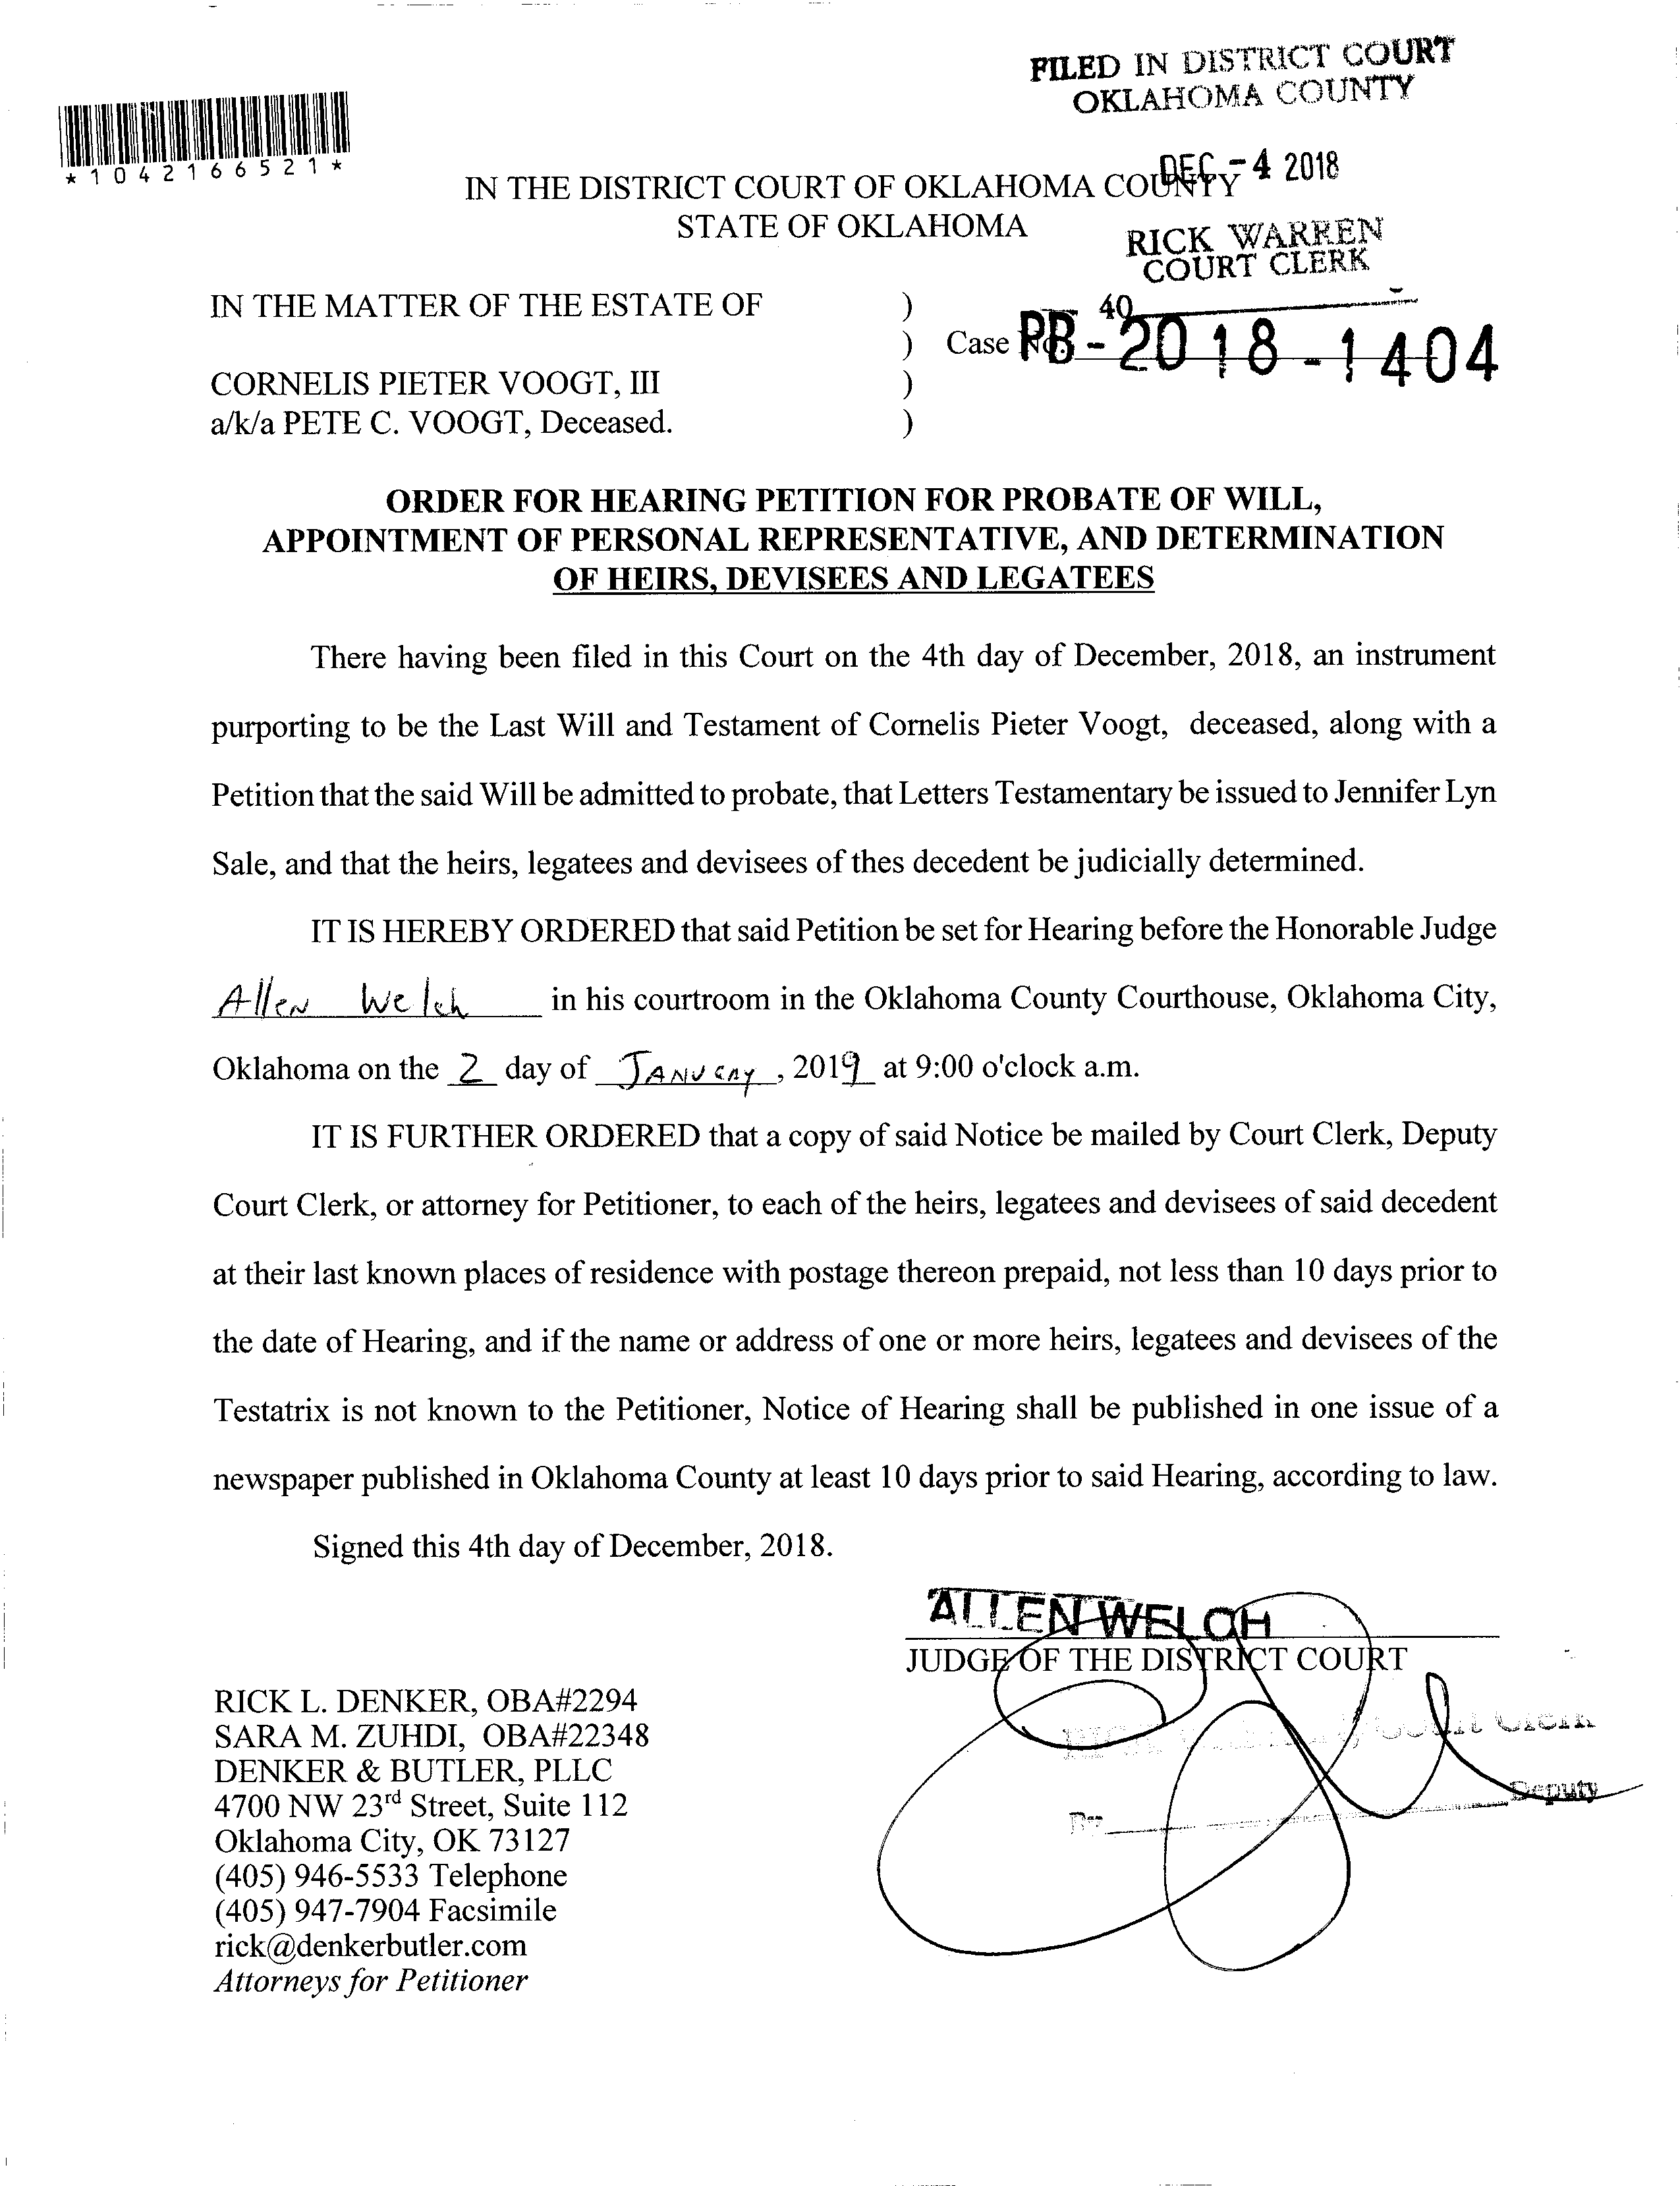 FILED IN DISTRICT COURT
OKLAHOMA COUNTY
*1042166521*
DEC -4 2018
IN THE DISTRICT COURT OF OKLAHOMA COUNTY
STATE OF OKLAHOMA
RICK WARREN
COURT CLERK
40
IN THE MATTER OF THE ESTATE OF )
) Case No. PB-2018-1404
CORNELIS PIETER VOOGT, III )
a/k/a PETE C. VOOGT, Deceased. )
ORDER FOR HEARING PETITION FOR PROBATE OF WILL,
APPOINTMENT OF PERSONAL REPRESENTATIVE, AND DETERMINATION
OF HEIRS, DEVISEES AND LEGATEES
There having been filed in this Court on the 4th day of December, 2018, an instrument
purporting to be the Last Will and Testament of Cornelis Pieter Voogt, deceased, along with a
Petition that the said Will be admitted to probate, that Letters Testamentary be issued to Jennifer Lyn
Sale, and that the heirs, legatees and devisees of thes decedent be judicially determined.
IT IS HEREBY ORDERED that said Petition be set for Hearing before the Honorable Judge
Allen Welch in his courtroom in the Oklahoma County Courthouse, Oklahoma City,
Oklahoma on the 2 day of January, 2019 at 9:00 o'clock a.m.
IT IS FURTHER ORDERED that a copy of said Notice be mailed by Court Clerk, Deputy
Court Clerk, or attorney for Petitioner, to each of the heirs, legatees and devisees of said decedent
at their last known places of residence with postage thereon prepaid, not less than 10 days prior to
the date of Hearing, and if the name or address of one or more heirs, legatees and devisees of the
Testatrix is not known to the Petitioner, Notice of Hearing shall be published in one issue of a
newspaper published in Oklahoma County at least 10 days prior to said Hearing, according to law.
Signed this 4th day of December, 2018.
ALLEN WELCH
JUDGE OF THE DISTRICT COURT
Court Clerk
By Deputy
RICK L. DENKER, OBA#2294
SARA M. ZUHDI, OBA#22348
DENKER & BUTLER, PLLC
4700 NW 23rd Street, Suite 112
Oklahoma City, OK 73127
(405) 946-5533 Telephone
(405) 947-7904 Facsimile
rick@denkerbutler.com
Attorneys for Petitioner